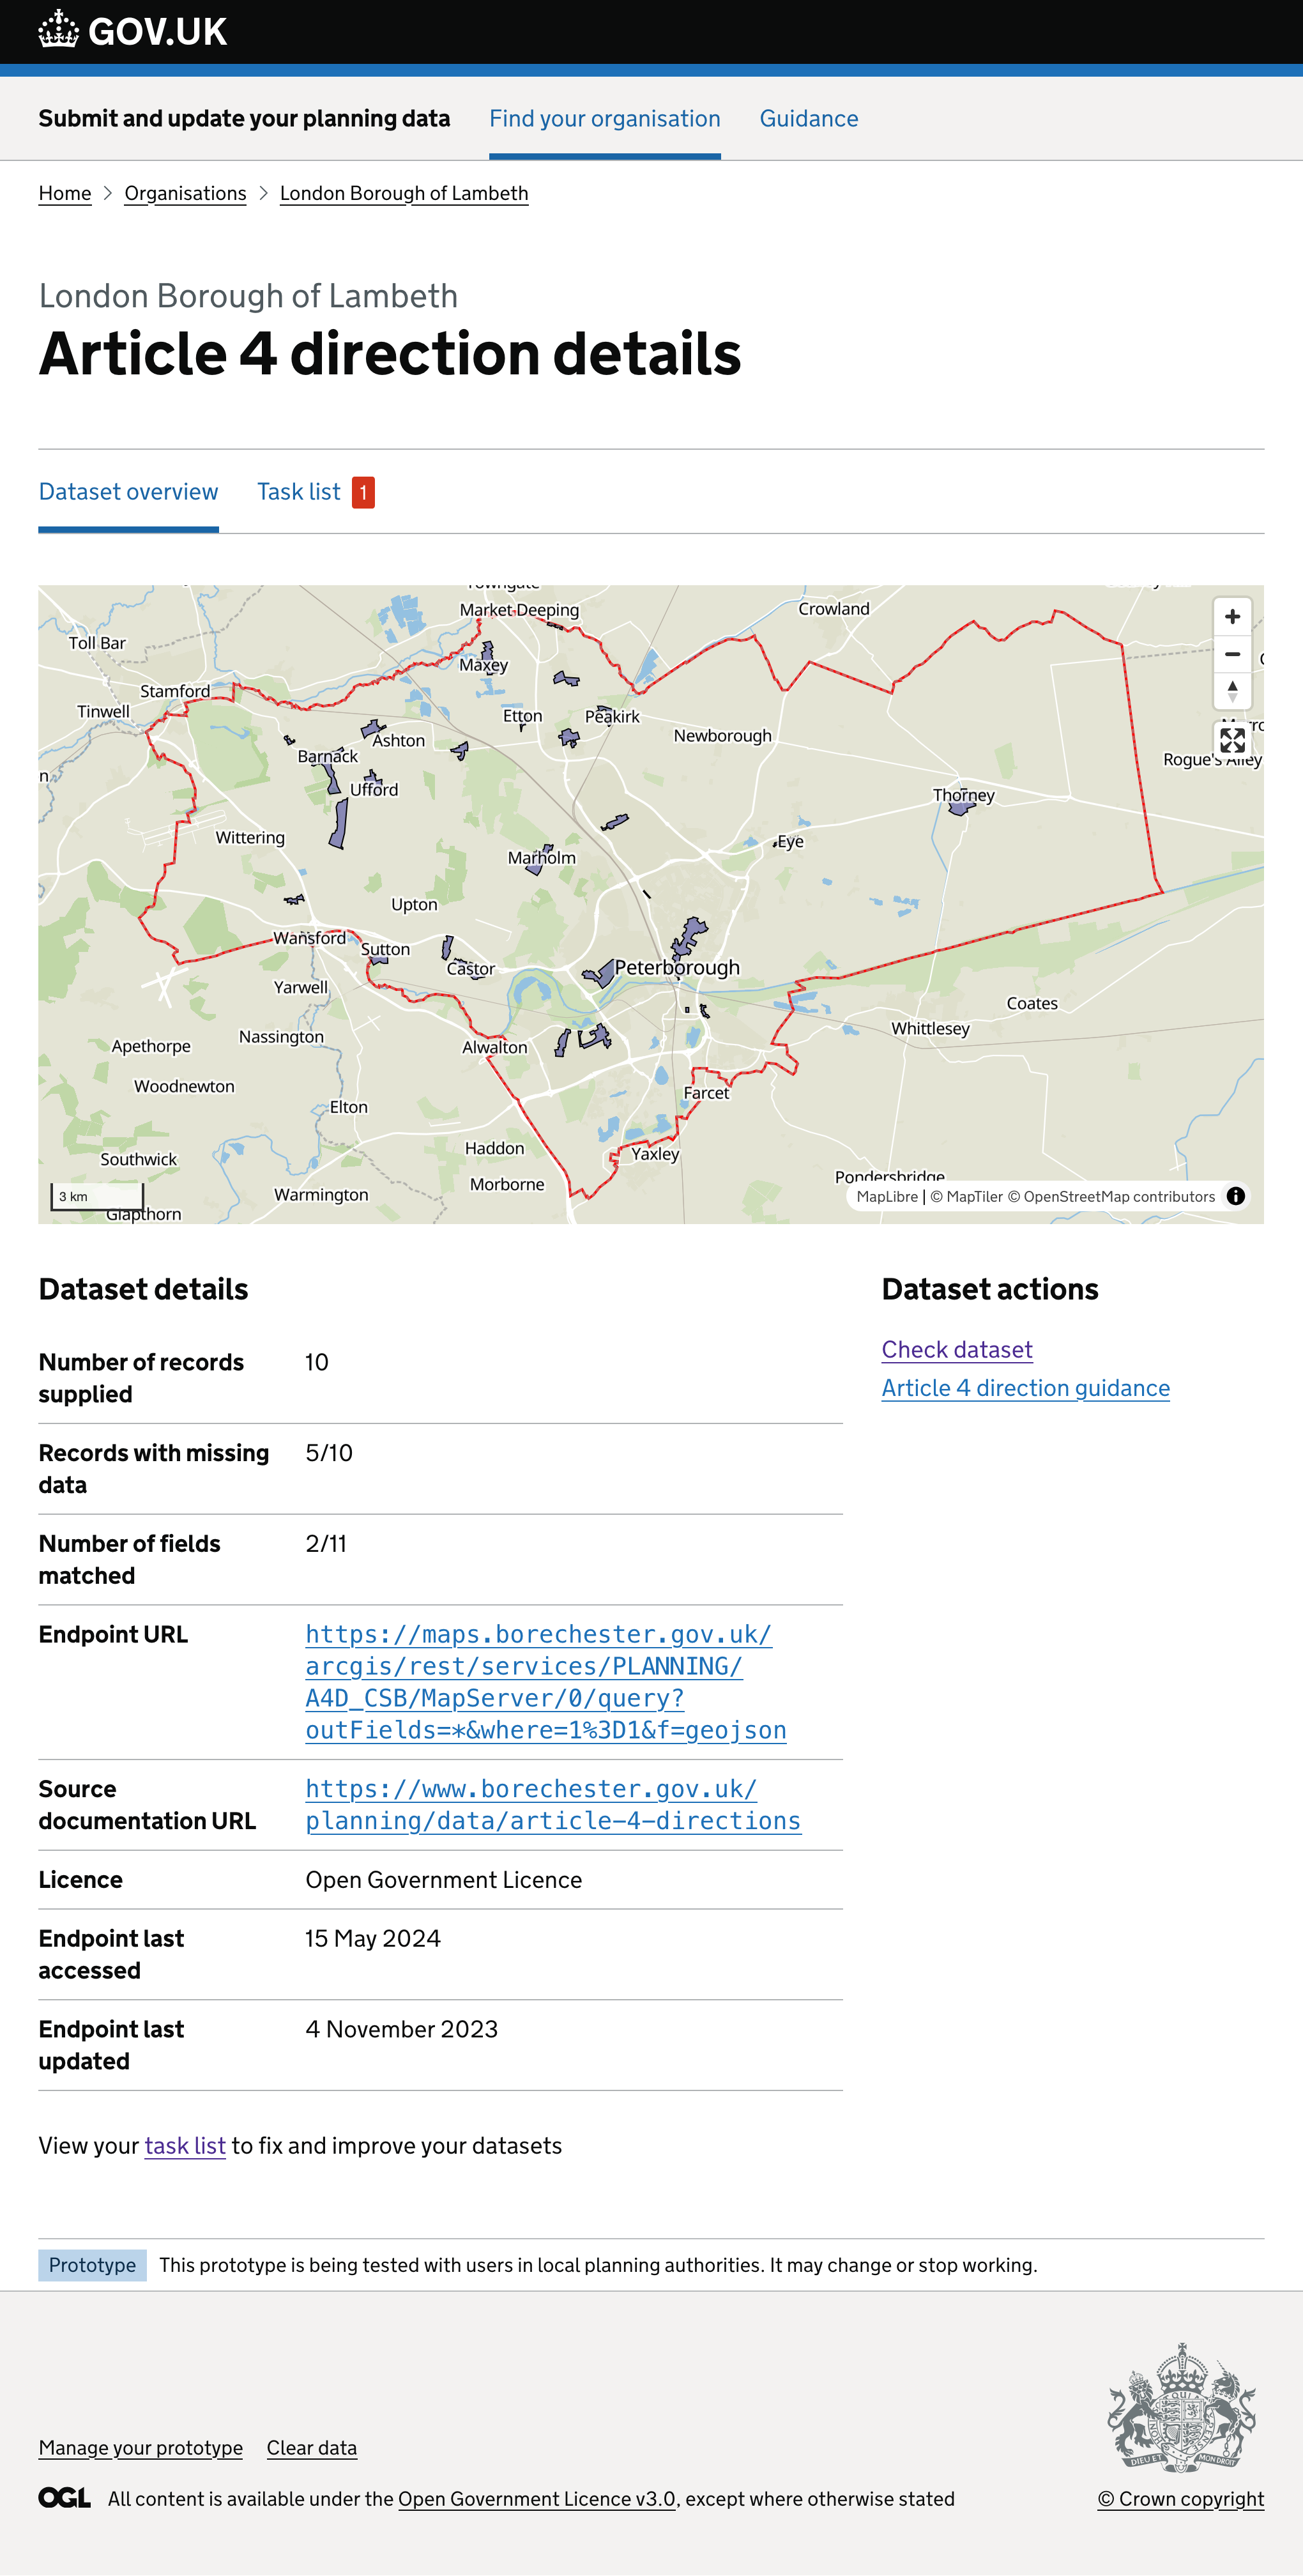 GOV.UK
Submit and update your planning data Find your organisation Guidance
Home > Organisations > London Borough of Lambeth
London Borough of Lambeth
Article 4 direction details
Dataset overview Task list 1
Market Deeping
Crowland
Toll Bar
Maxey
Stamford
Tinwell
Etton
Peakirk
Newborough
Ashton
Barnack
Rogue's Alley
Ufford
Thorney
Wittering
Eye
Marholm
Upton
Wansford
Sutton
Castor
Peterborough
Yarwell
Coates
Whittlesey
Nassington
Apethorpe
Alwalton
Woodnewton
Farcet
Elton
Haddon
Yaxley
Southwick
Pondersbridge
Morborne
Warmington
3 km
MapLibre | © MapTiler © OpenStreetMap contributors
Glapthorn
Dataset details
Number of records
supplied
10
Records with missing
data
5/10
Number of fields
matched
2/11
Endpoint URL
https://maps.borechester.gov.uk/
arcgis/rest/services/PLANNING/
A4D_CSB/MapServer/0/query?
outFields=*&where=1%3D1&f=geojson
Source
documentation URL
https://www.borechester.gov.uk/
planning/data/article-4-directions
Licence
Open Government Licence
Endpoint last
accessed
15 May 2024
Endpoint last
updated
4 November 2023
Dataset actions
Check dataset
Article 4 direction guidance
View your task list to fix and improve your datasets
Prototype This prototype is being tested with users in local planning authorities. It may change or stop working.
Manage your prototype Clear data
OGL All content is available under the Open Government Licence v3.0, except where otherwise stated
© Crown copyright